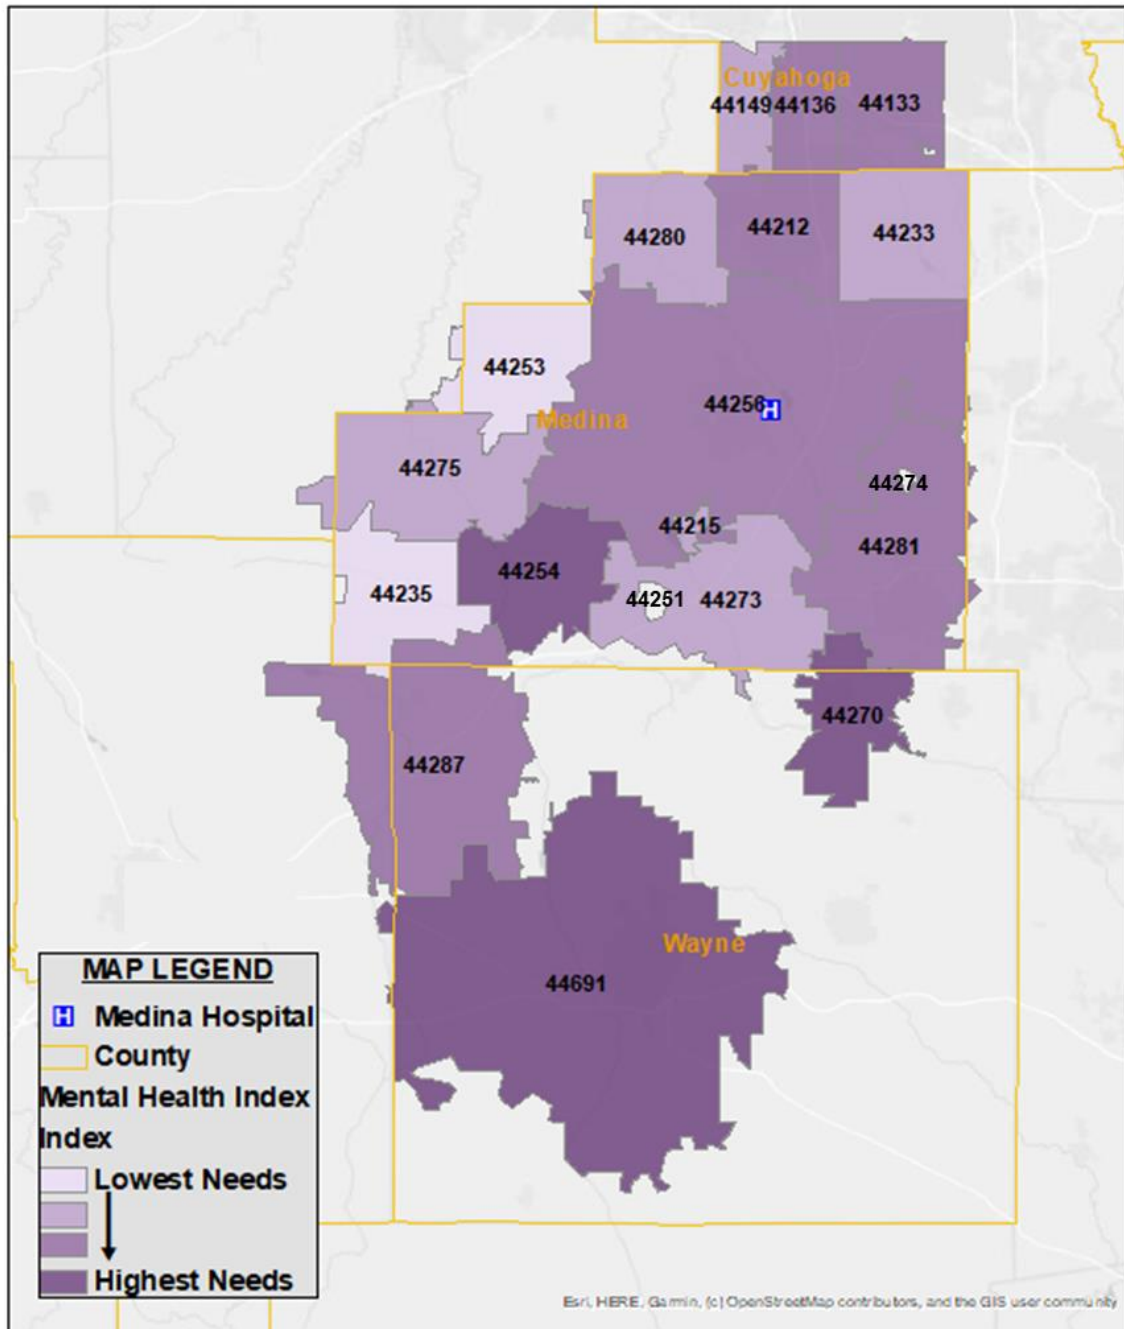 Cuyahoga
44149 44136 44133
44280 44212 44233
44253
44256 H
Medina
44275
44274
44215
44281
44254
44235 44251 44273
44270
44287
Wayne
44691
MAP LEGEND
H Medina Hospital
County
Mental Health Index
Index
Lowest Needs
Highest Needs
Esri, HERE, Garmin, (c) OpenStreetMap contributors, and the GIS user community